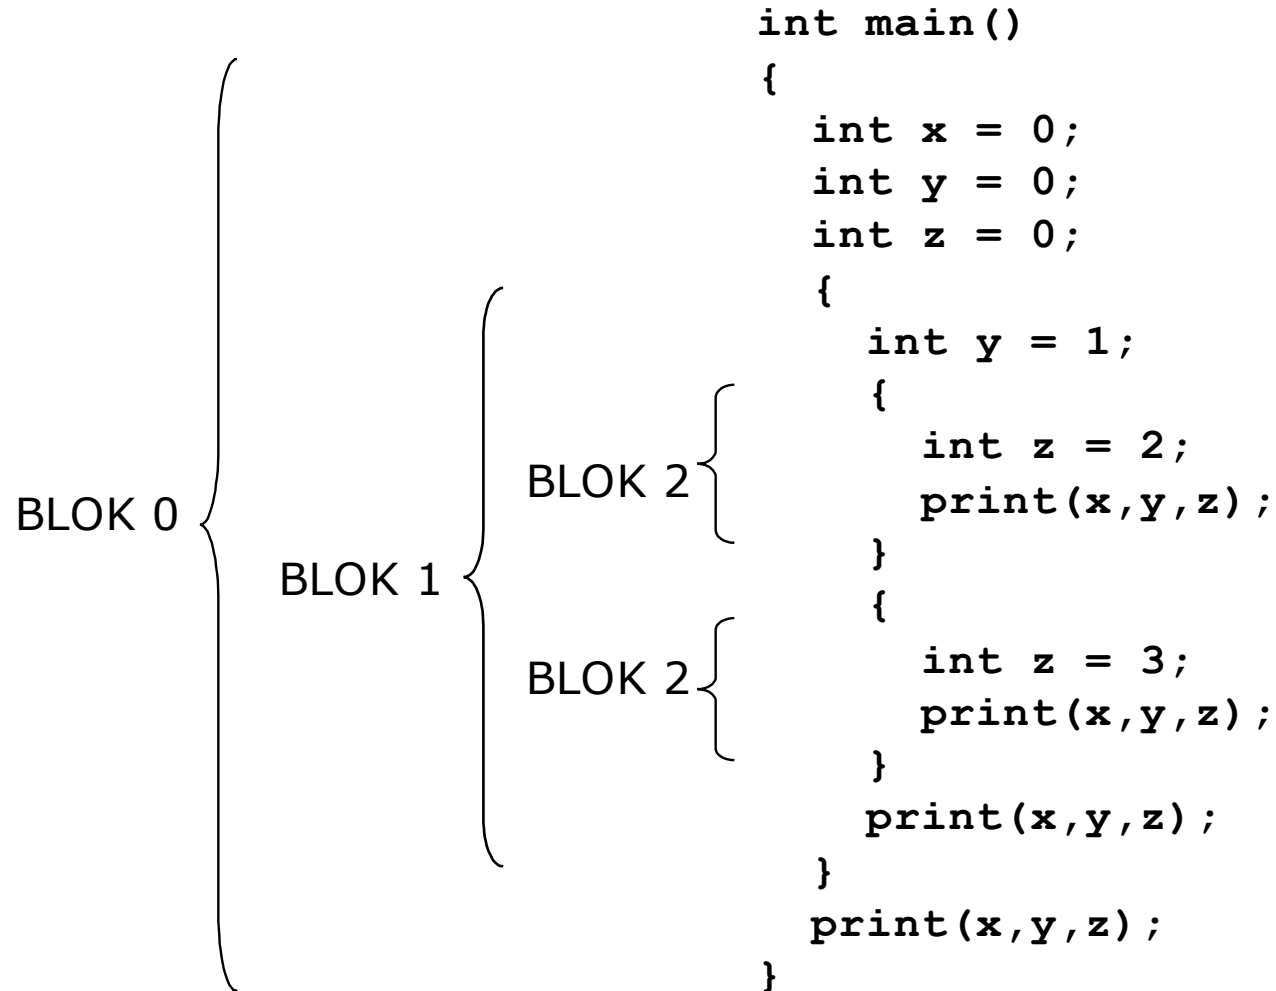 int main()
{
int x = 0;
int y = 0;
int z = 0;
{
int y = 1;
{
int z = 2;
BLOK 2
print(x,y,z);
BLOK 0
}
BLOK 1
{
int z = 3;
BLOK 2
print(x,y,z);
}
print(x,y,z);
}
print(x,y,z);
}